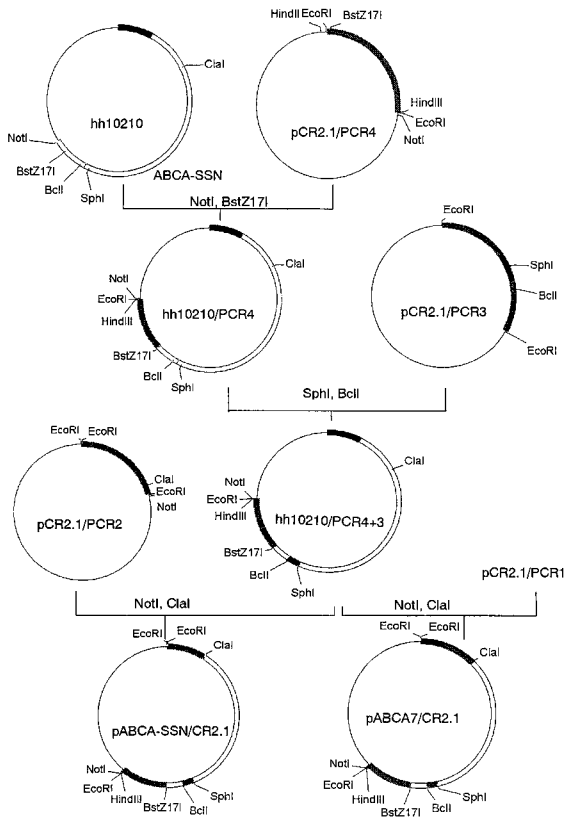 HindII EcoRI BstZ17I
ClaI
hh10210
HindIII
EcoRI
NotI
pCR2.1/PCR4
NotI
BstZ17I
BclI
SphI
ABCA-SSN
NotI, BstZ17I
EcoRI
ClaI
SphI
NotI
EcoRI
HindIII
hh10210/PCR4
BclI
pCR2.1/PCR3
BstZ17I
BclI
SphI
EcoRI
SphI, BclI
EcoRI EcoRI
ClaI
ClaI
EcoRI
NotI
NotI
EcoRI
HindIII
pCR2.1/PCR2
hh10210/PCR4+3
BstZ17I
BclI
SphI
pCR2.1/PCR1
NotI, ClaI
NotI, ClaI
EcoRI EcoRI
EcoRI EcoRI
ClaI
ClaI
pABCA-SSN/CR2.1
pABCA7/CR2.1
NotI
EcoRI
HindIII
BstZ17I
BclI
SphI
NotI
EcoRI
HindIII
BstZ17I
BclI
SphI